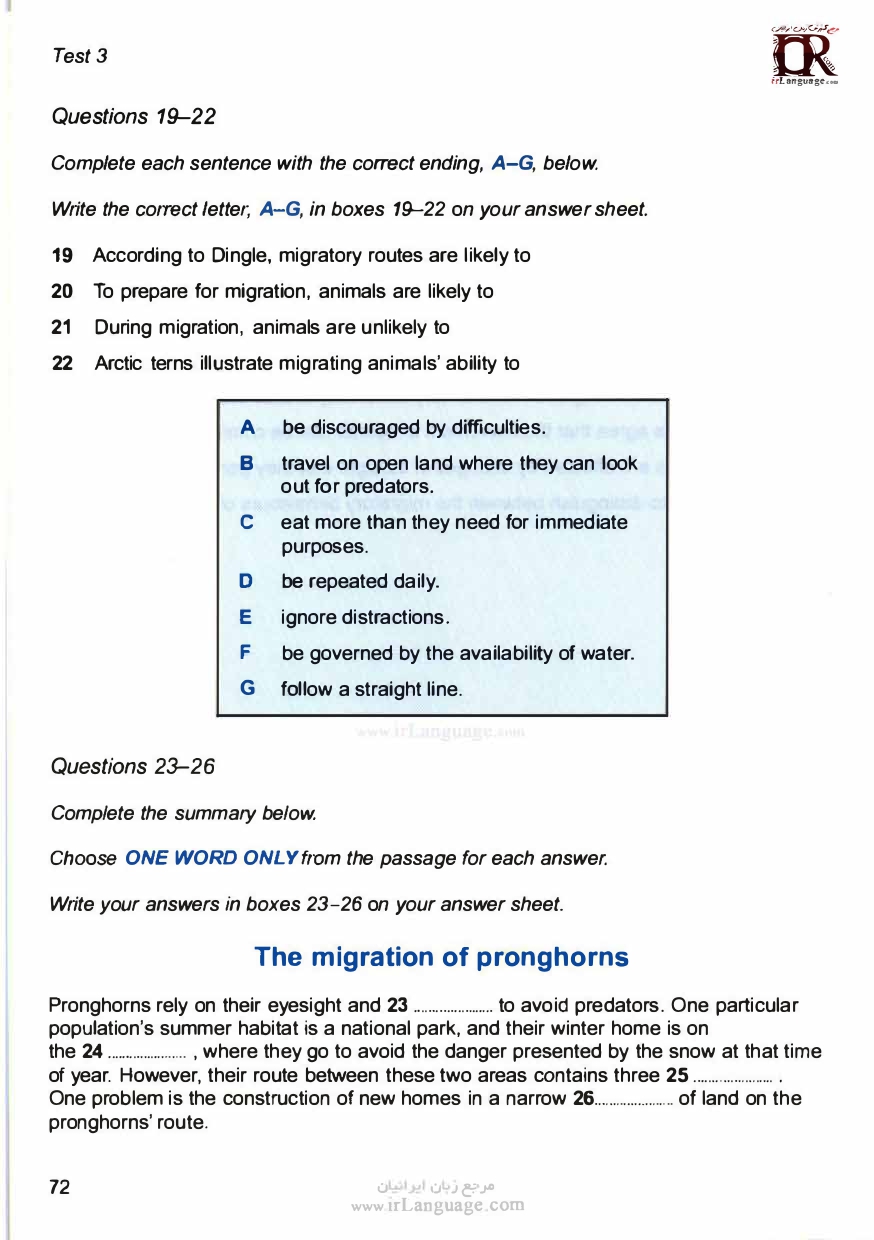 Test 3
irLanguage.com
Questions 19–22
Complete each sentence with the correct ending, A–G, below.
Write the correct letter, A–G, in boxes 19–22 on your answer sheet.
19 According to Dingle, migratory routes are likely to
20 To prepare for migration, animals are likely to
21 During migration, animals are unlikely to
22 Arctic terns illustrate migrating animals' ability to
A be discouraged by difficulties.
B travel on open land where they can look
out for predators.
C eat more than they need for immediate
purposes.
D be repeated daily.
E ignore distractions.
F be governed by the availability of water.
G follow a straight line.
www.irLanguage.com
Questions 23–26
Complete the summary below.
Choose ONE WORD ONLY from the passage for each answer.
Write your answers in boxes 23–26 on your answer sheet.
The migration of pronghorns
Pronghorns rely on their eyesight and 23 ...................... to avoid predators. One particular
population's summer habitat is a national park, and their winter home is on
the 24 ...................... , where they go to avoid the danger presented by the snow at that time
of year. However, their route between these two areas contains three 25 ...................... .
One problem is the construction of new homes in a narrow 26...................... of land on the
pronghorns' route.
72
مرجع زبان ایرانیان
www.irLanguage.com